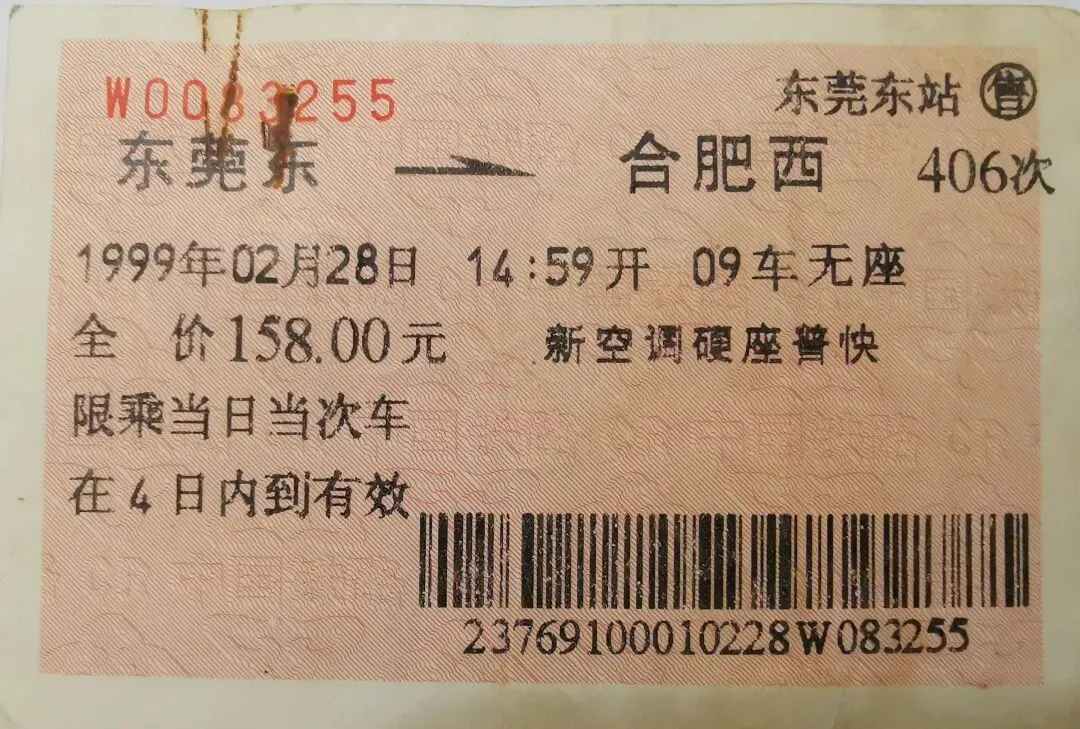 W0083255 东莞东站 ㊞售
东莞东 → 合肥西 406次
1999年02月28日 14:59开 09车无座
全 价158.00元 新空调硬座普快
限乘当日当次车
在4日内到有效
23769100010228W083255